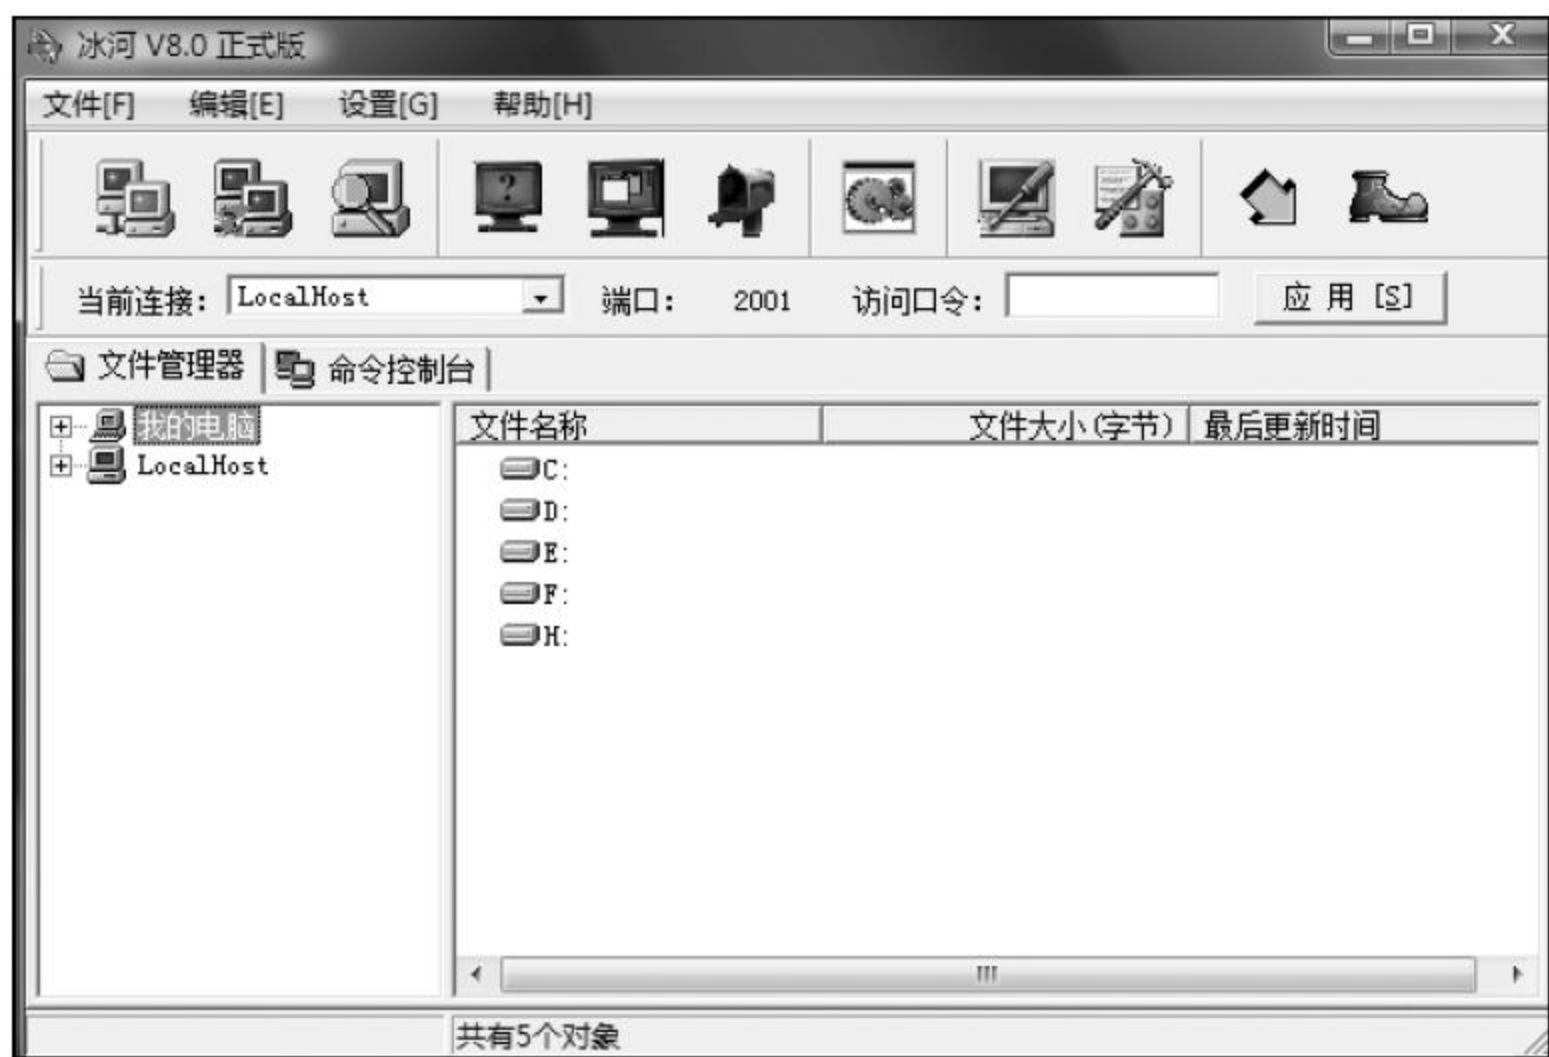 冰河 V8.0 正式版
文件[F] 编辑[E] 设置[G] 帮助[H]
?
当前连接: LocalHost 端口: 2001 访问口令: 应 用 [S]
文件管理器 命令控制台
我的电脑
LocalHost
文件名称 文件大小(字节) 最后更新时间
C:
D:
E:
F:
H:
共有5个对象